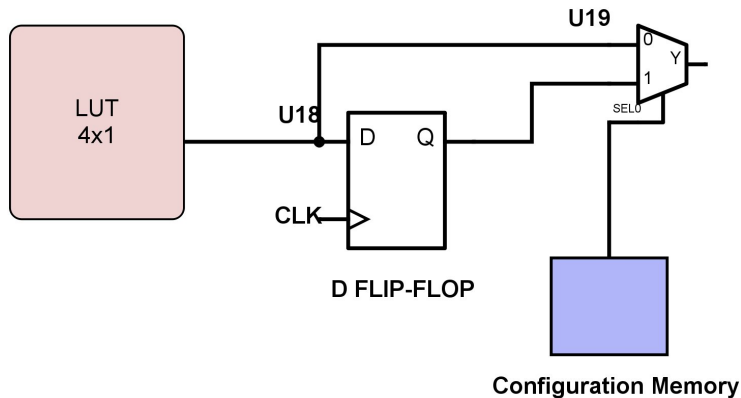 U19
0
Y
1
SEL0
LUT
4x1
U18
D
Q
CLK
D FLIP-FLOP
Configuration Memory